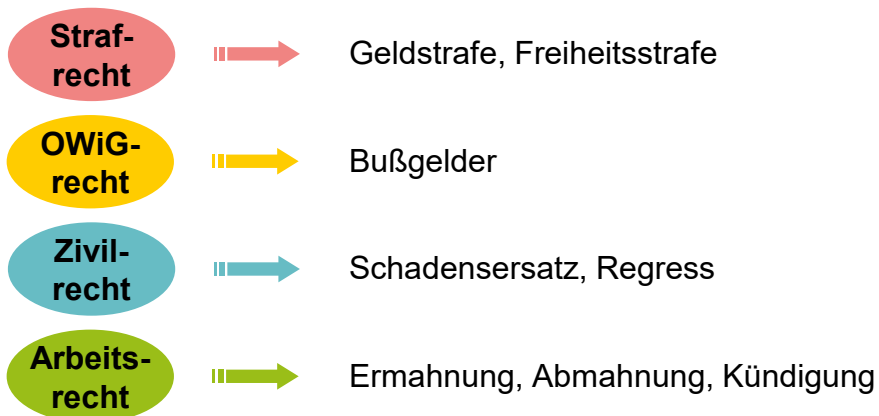 Straf-
recht
Geldstrafe, Freiheitsstrafe
OWiG-
recht
Bußgelder
Zivil-
recht
Schadensersatz, Regress
Arbeits-
recht
Ermahnung, Abmahnung, Kündigung